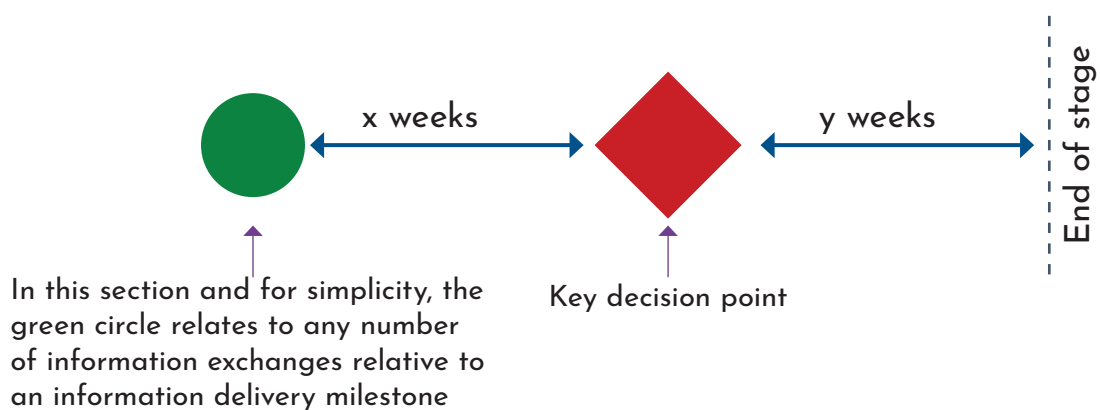 x weeks
y weeks
End of stage
In this section and for simplicity, the
green circle relates to any number
of information exchanges relative to
an information delivery milestone
Key decision point